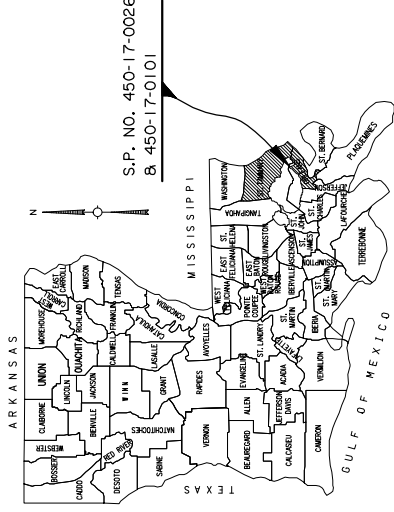 S.P. NO. 450-17-0026
& 450-17-0101
N
ARKANSAS
MISSISSIPPI
TEXAS
GULF OF MEXICO
CADDO
BOSSIER
WEBSTER
CLAIBORNE
LINCOLN
UNION
MOREHOUSE
WEST
CARROLL
EAST
CARROLL
OUACHITA
RICHLAND
MADISON
BIENVILLE
JACKSON
RED RIVER
DESOTO
WINN
CALDWELL
FRANKLIN
TENSAS
SABINE
NATCHITOCHES
GRANT
LASALLE
CATAHOULA
CONCORDIA
VERNON
RAPIDES
AVOYELLES
BEAUREGARD
ALLEN
EVANGELINE
ST. LANDRY
POINTE
COUPEE
WEST
FELICIANA
EAST
FELICIANA
ST.
HELENA
TANGIPAHOA
WASHINGTON
ST. TAMMANY
LIVINGSTON
EAST
BATON
ROUGE
WEST
BATON
ROUGE
CALCASIEU
JEFFERSON
DAVIS
ACADIA
LAFAYETTE
ST.
MARTIN
IBERVILLE
ASCENSION
ST.
JAMES
ST.
JOHN
ST.
CHARLES
ORLEANS
ST. BERNARD
CAMERON
VERMILION
IBERIA
ST.
MARTIN
ST.
MARY
ASSUMPTION
TERREBONNE
LAFOURCHE
JEFFERSON
PLAQUEMINES